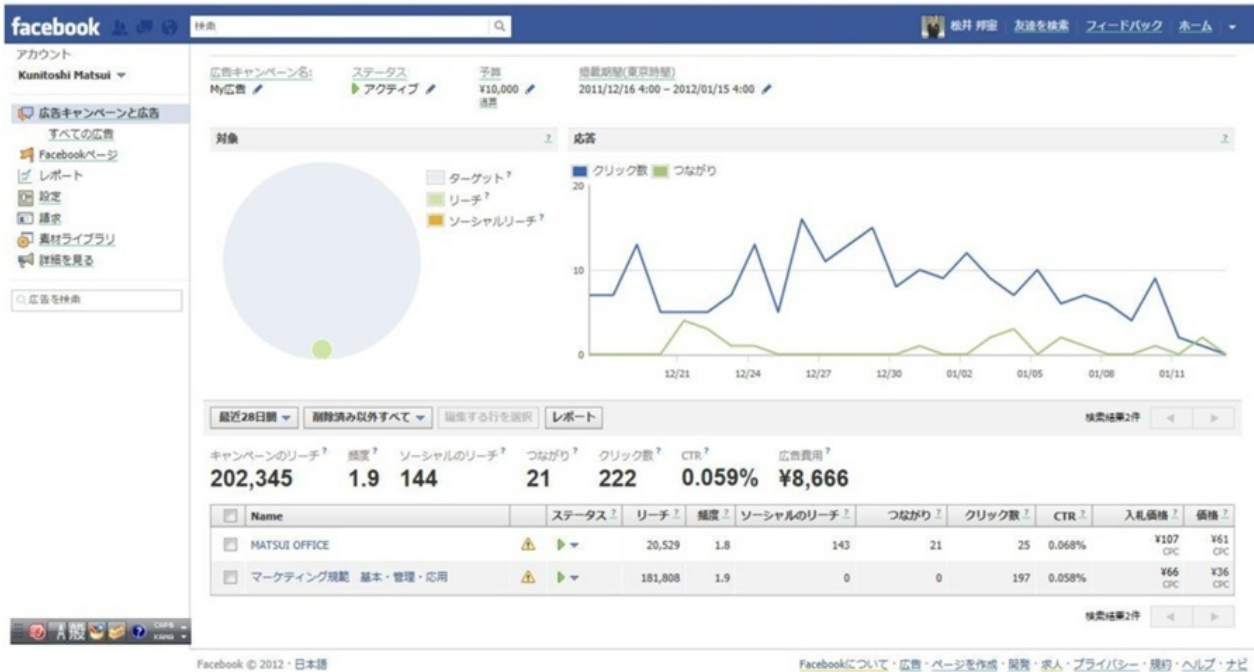 facebook 検索 松井 邦室 友達を検索 フィードバック ホーム
アカウント
Kunitoshi Matsui
広告キャンペーンと広告
すべての広告
Facebookページ
レポート
設定
請求
素材ライブラリ
詳細を見る
広告を検索
広告キャンペーン名: ステータス 予算 掲載期間(東京時間)
My広告 アクティブ ¥10,000 2011/12/16 4:00 – 2012/01/15 4:00
通算
対象 ?
ターゲット ?
リーチ ?
ソーシャルリーチ ?
応答 ?
クリック数 つながり
20
10
0
12/21 12/24 12/27 12/30 01/02 01/05 01/08 01/11
最近28日間 削除済み以外すべて 編集する行を選択 レポート 検索結果2件
キャンペーンのリーチ ? 頻度 ? ソーシャルのリーチ ? つながり ? クリック数 ? CTR ? 広告費用 ?
202,345 1.9 144 21 222 0.059% ¥8,666
Name ステータス ? リーチ ? 頻度 ? ソーシャルのリーチ ? つながり ? クリック数 ? CTR ? 入札価格 ? 価格 ?
MATSUI OFFICE 20,529 1.8 143 21 25 0.068% ¥107 ¥61
CPC CPC
マーケティング規範 基本・管理・応用 181,808 1.9 0 0 197 0.058% ¥66 ¥36
CPC CPC
検索結果2件
A 般 CAPS
KANA
Facebook © 2012 · 日本語
Facebookについて · 広告 · ページを作成 · 開発 · 求人 · プライバシー · 規約 · ヘルプ · ナビ